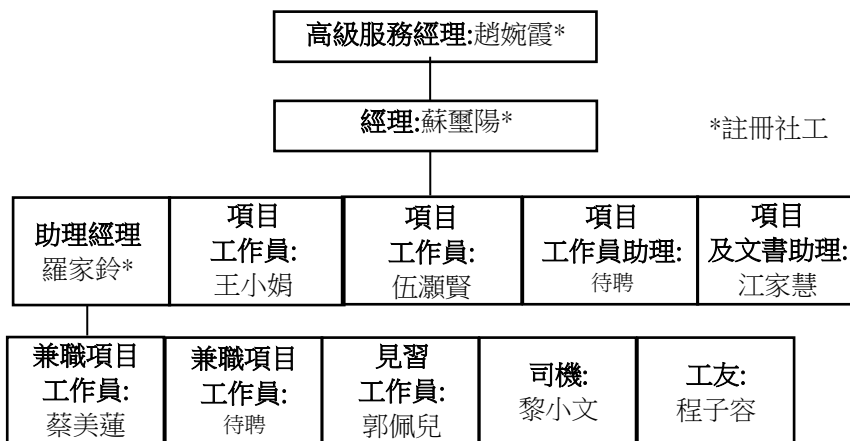 高級服務經理:趙婉霞*
經理:蘇璽陽*
*註冊社工
助理經理
羅家鈴*
項目
工作員:
王小娟
項目
工作員:
伍灝賢
項目
工作員助理:
待聘
項目
及文書助理:
江家慧
兼職項目
工作員:
蔡美蓮
兼職項目
工作員:
待聘
見習
工作員:
郭佩兒
司機:
黎小文
工友:
程子容